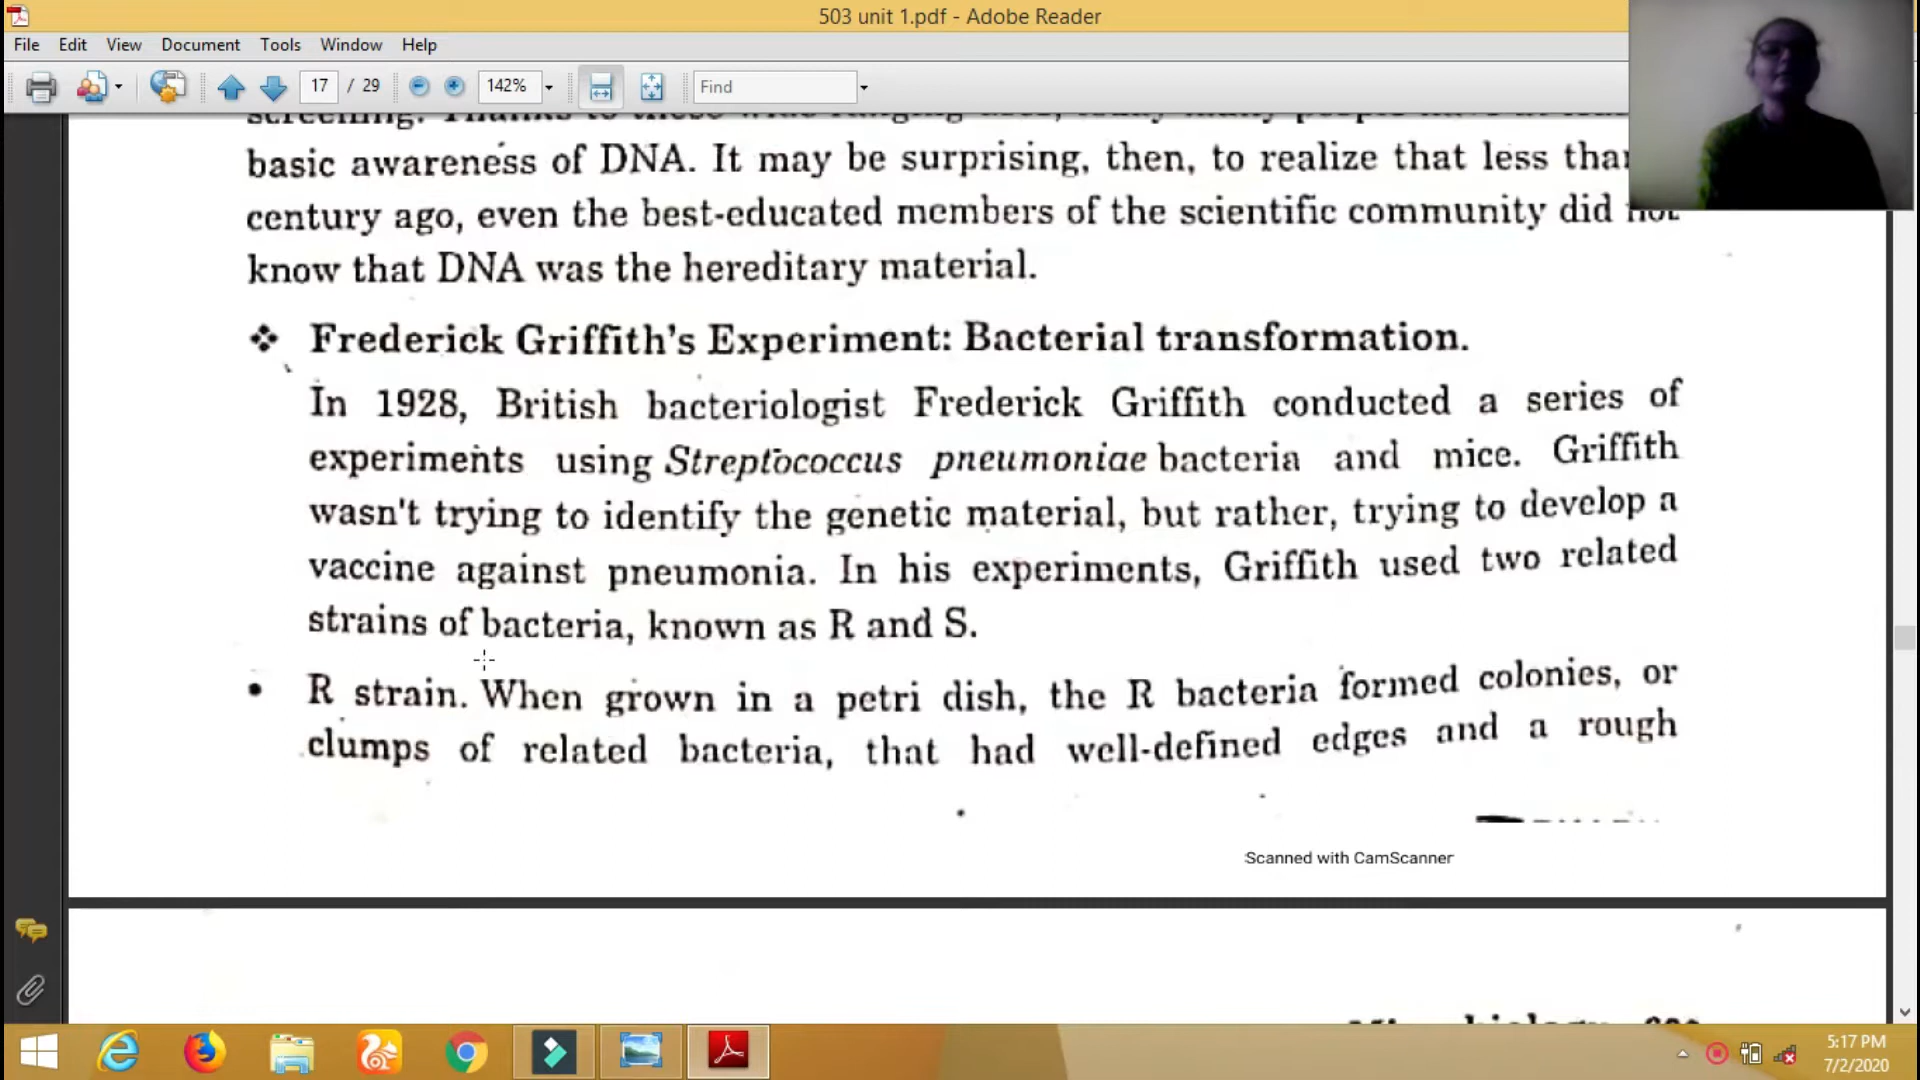 503 unit 1.pdf - Adobe Reader
File Edit View Document Tools Window Help
17 / 29 142% Find
basic awareness of DNA. It may be surprising, then, to realize that less
century ago, even the best-educated members of the scientific community did not
know that DNA was the hereditary material.
❖ Frederick Griffith's Experiment: Bacterial transformation.
In 1928, British bacteriologist Frederick Griffith conducted a series of
experiments using Streptococcus pneumoniae bacteria and mice. Griffith
wasn't trying to identify the genetic material, but rather, trying to develop a
vaccine against pneumonia. In his experiments, Griffith used two related
strains of bacteria, known as R and S.
• R strain. When grown in a petri dish, the R bacteria formed colonies, or
clumps of related bacteria, that had well-defined edges and a rough
Scanned with CamScanner
5:17 PM
7/2/2020